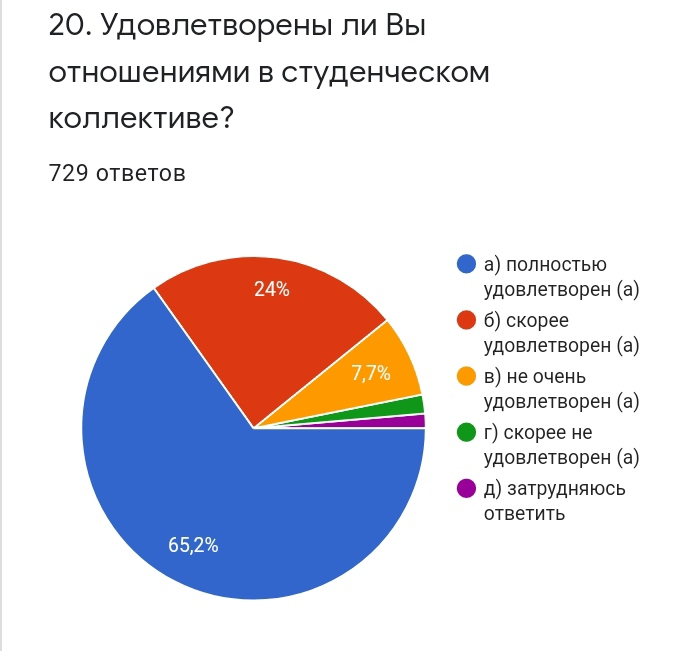 20. Удовлетворены ли Вы
отношениями в студенческом
коллективе?
729 ответов
а) полностью
удовлетворен (а)
б) скорее
удовлетворен (а)
в) не очень
удовлетворен (а)
г) скорее не
удовлетворен (а)
д) затрудняюсь
ответить
24%
7,7%
65,2%